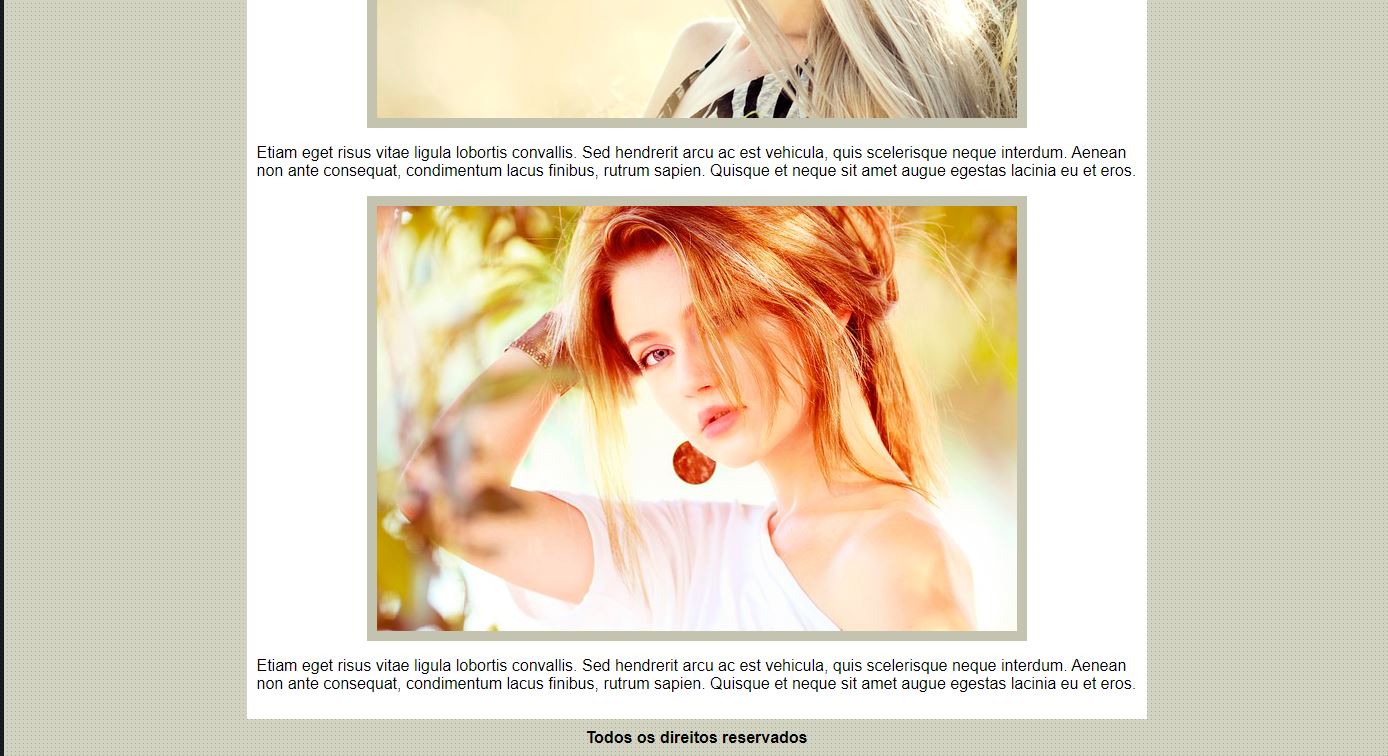 Etiam eget risus vitae ligula lobortis convallis. Sed hendrerit arcu ac est vehicula, quis scelerisque neque interdum. Aenean
non ante consequat, condimentum lacus finibus, rutrum sapien. Quisque et neque sit amet augue egestas lacinia eu et eros.
Etiam eget risus vitae ligula lobortis convallis. Sed hendrerit arcu ac est vehicula, quis scelerisque neque interdum. Aenean
non ante consequat, condimentum lacus finibus, rutrum sapien. Quisque et neque sit amet augue egestas lacinia eu et eros.
Todos os direitos reservados